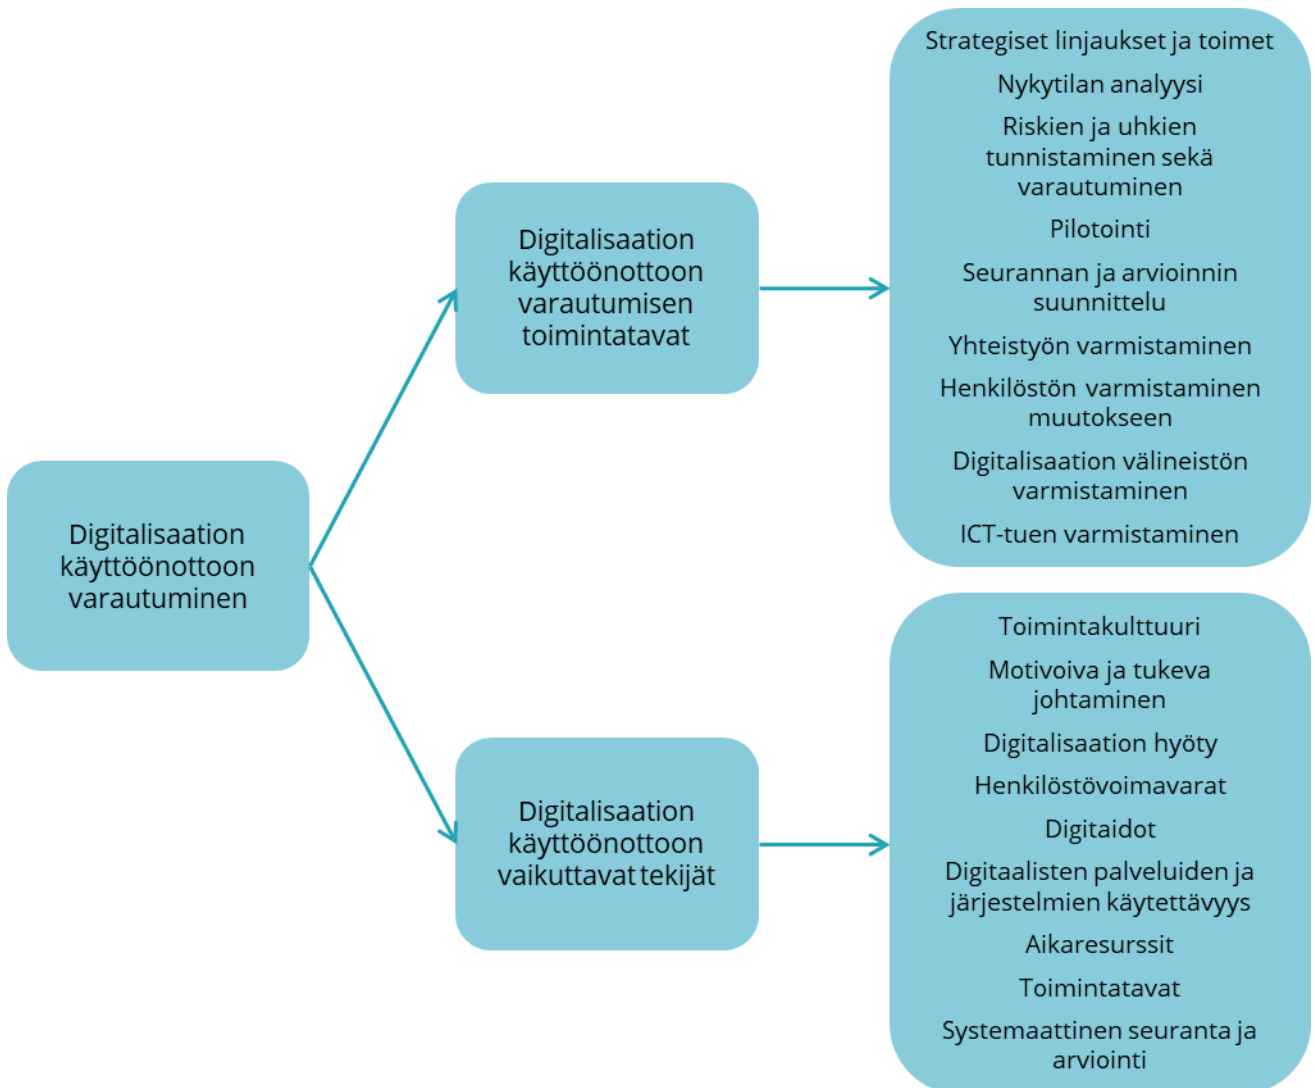 Digitalisaation
käyttöönottoon
varautuminen
Digitalisaation
käyttöönottoon
varautumisen
toimintatavat
Strategiset linjaukset ja toimet
Nykytilan analyysi
Riskien ja uhkien
tunnistaminen sekä
varautuminen
Pilotointi
Seurannan ja arvioinnin
suunnittelu
Yhteistyön varmistaminen
Henkilöstön varmistaminen
muutokseen
Digitalisaation välineistön
varmistaminen
ICT-tuen varmistaminen
Digitalisaation
käyttöönottoon
vaikuttavat tekijät
Toimintakulttuuri
Motivoiva ja tukeva
johtaminen
Digitalisaation hyöty
Henkilöstövoimavarat
Digitaidot
Digitaalisten palveluiden ja
järjestelmien käytettävyys
Aikaresurssit
Toimintatavat
Systemaattinen seuranta ja
arviointi